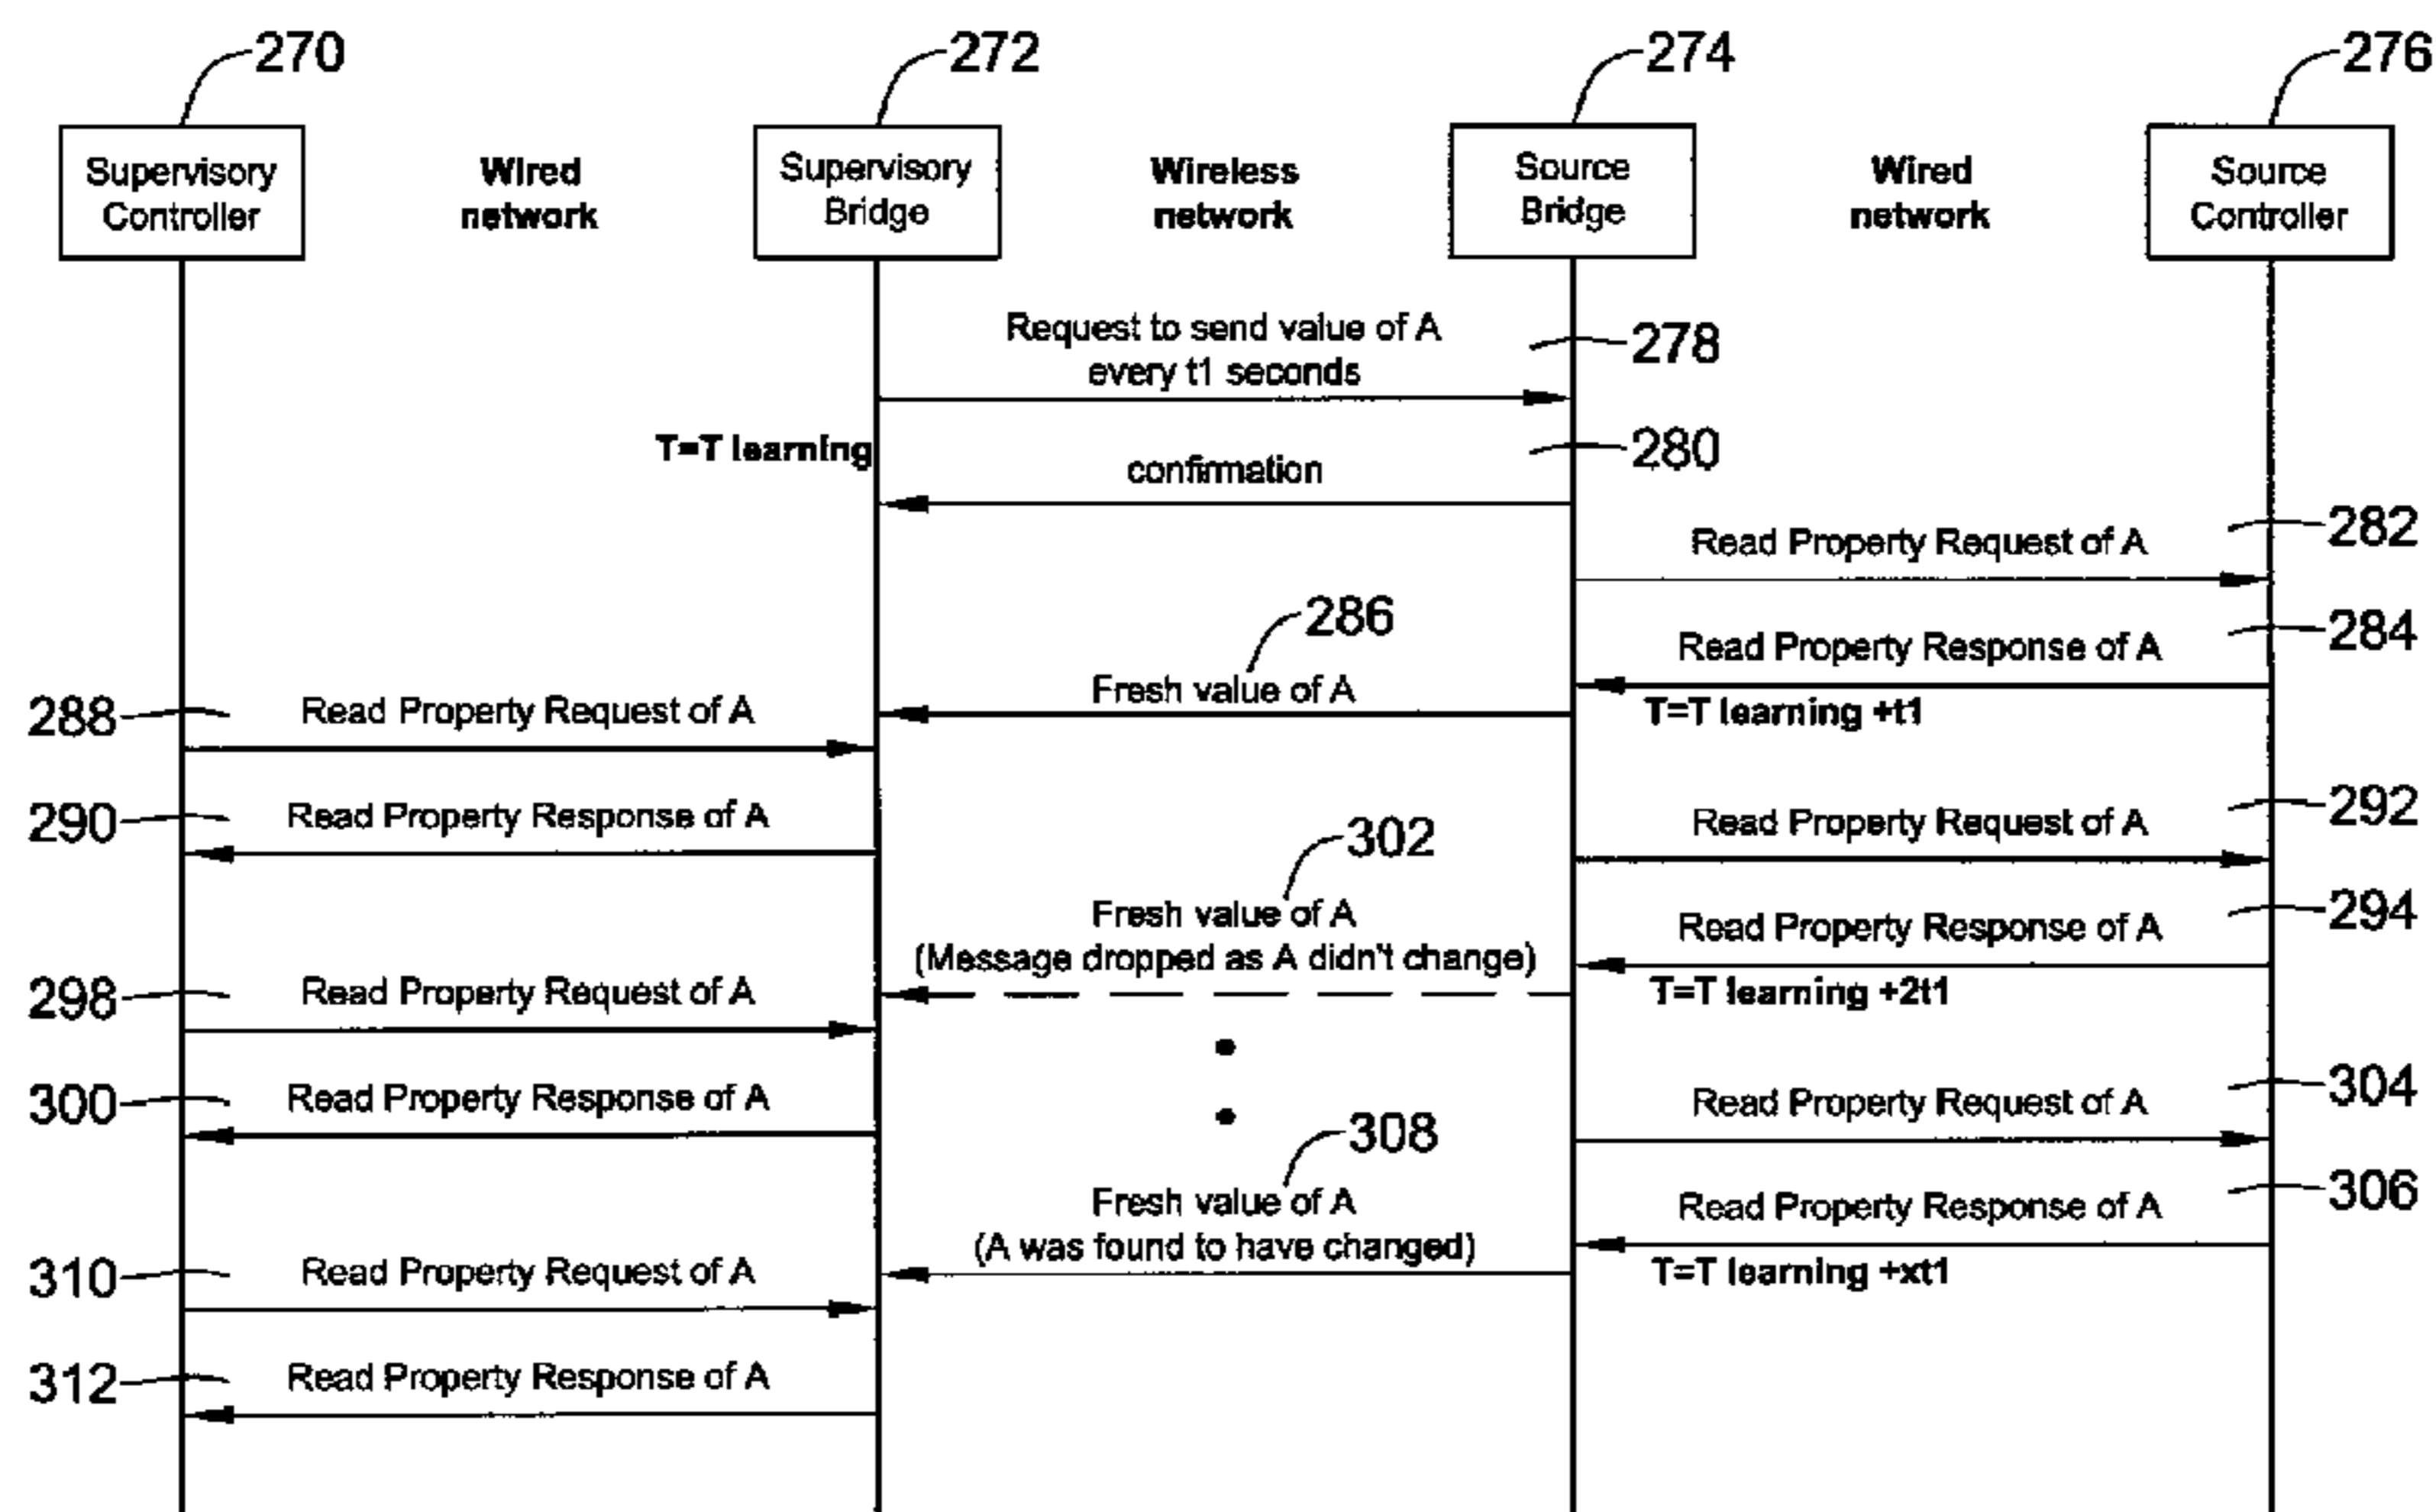 270
272
274
276
Supervisory
Controller
Wired
network
Supervisory
Bridge
Wireless
network
Source
Bridge
Wired
network
Source
Controller
Request to send value of A
every t1 seconds
278
T=T learning
confirmation
280
Read Property Request of A
282
286
Read Property Response of A
284
288
Read Property Request of A
Fresh value of A
T=T learning +t1
290
Read Property Response of A
302
Read Property Request of A
292
Fresh value of A
(Message dropped as A didn't change)
Read Property Response of A
294
298
Read Property Request of A
T=T learning +2t1
300
Read Property Response of A
308
Read Property Request of A
304
Fresh value of A
(A was found to have changed)
Read Property Response of A
306
310
Read Property Request of A
T=T learning +xt1
312
Read Property Response of A